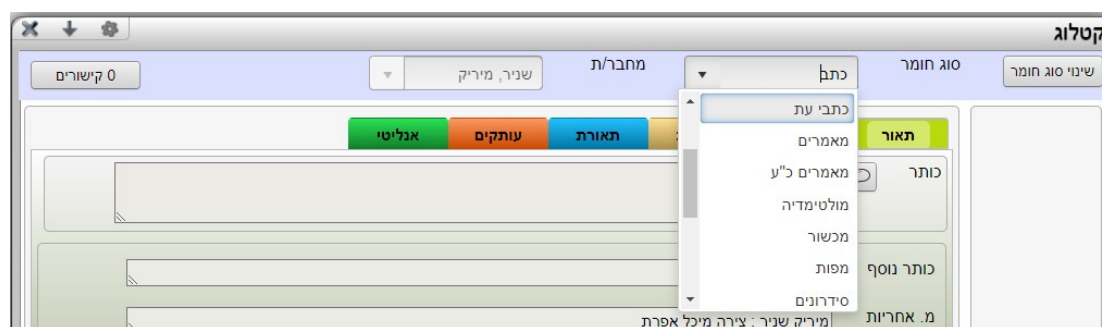 קטלוג
שינוי סוג חומר
סוג חומר
כתב
מחבר/ת
שניר, מיריק
0 קישורים
כתבי עת
מאמרים
מאמרים כ"ע
מולטימדיה
מכשור
מפות
סידרונים
תאור
תאורת
עותקים
אנליטי
כותר
כותר נוסף
מ. אחריות
מיריק שניר ; צירה מיכל אפרת